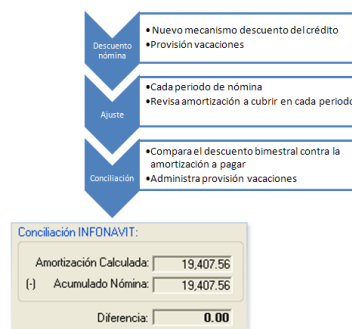 Descuento
nómina
•Nuevo mecanismo descuento del crédito
•Provisión vacaciones
Ajuste
•Cada periodo de nómina
•Revisa amortización a cubrir en cada periodo
Conciliación
•Compara el descuento bimestral contra la
amortización a pagar
•Administra provisión vacaciones
Conciliación INFONAVIT:
Amortización Calculada: 19,407.56
(-) Acumulado Nómina: 19,407.56
Diferencia: 0.00